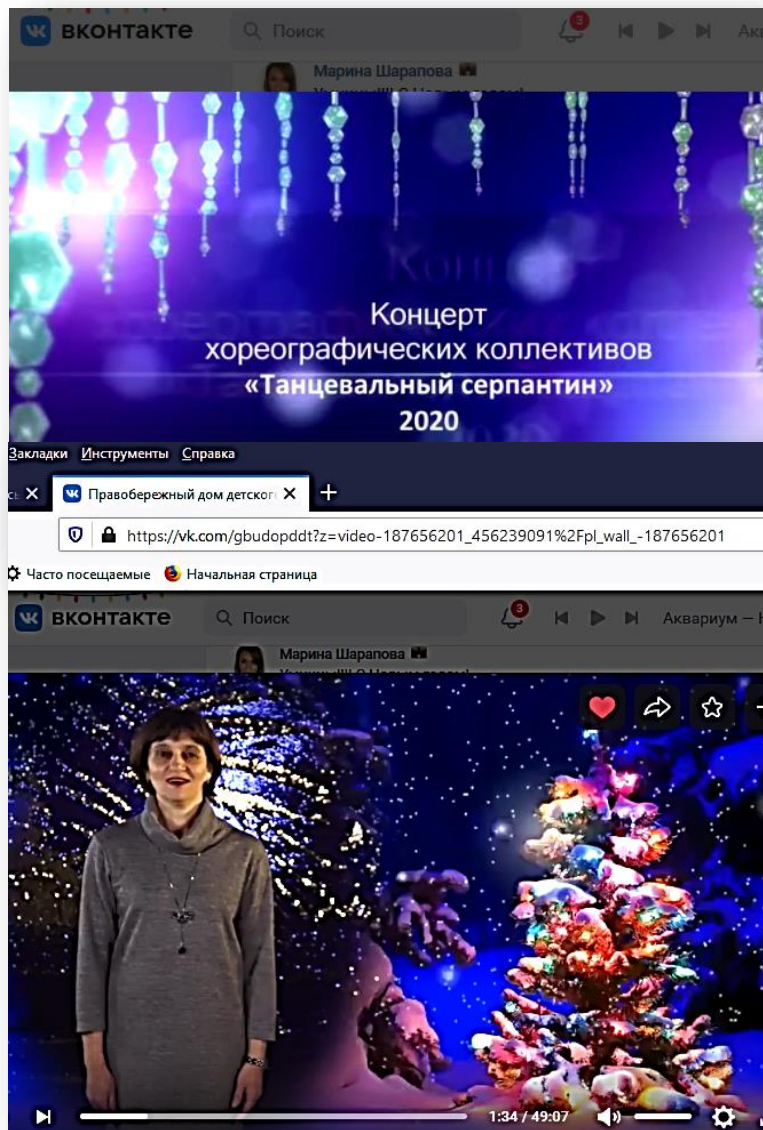 вконтакте
Поиск
3
Марина Шарапова
Концерт
хореографических коллективов
«Танцевальный серпантин»
2020
Закладки Инструменты Справка
Правобережный дом детског
https://vk.com/gbudopddt?z=video-187656201_456239091%2Fpl_wall_-187656201
Часто посещаемые Начальная страница
вконтакте
Поиск
3
Аквариум —
Марина Шарапова
1:34 / 49:07